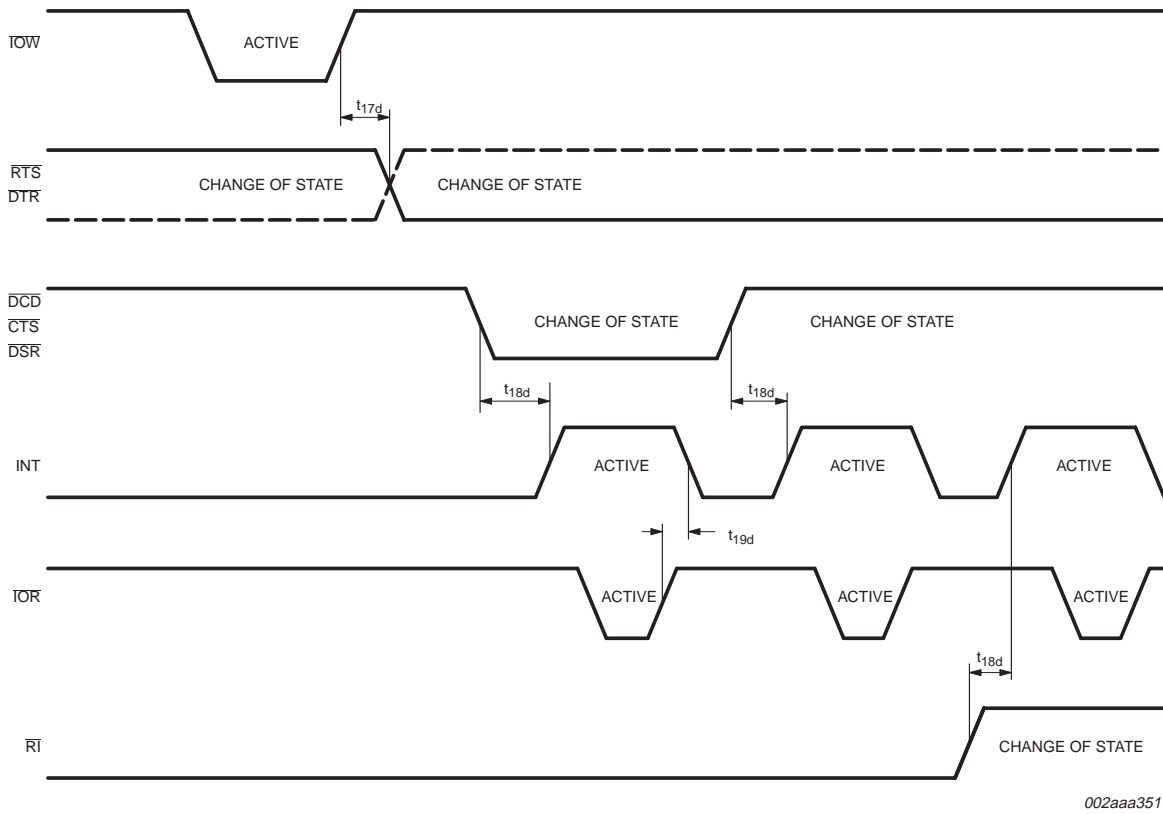 IOW
ACTIVE
t17d
RTS
DTR
CHANGE OF STATE
CHANGE OF STATE
DCD
CTS
DSR
CHANGE OF STATE
CHANGE OF STATE
t18d
t18d
INT
ACTIVE
ACTIVE
ACTIVE
t19d
IOR
ACTIVE
ACTIVE
ACTIVE
t18d
RI
CHANGE OF STATE
002aaa351